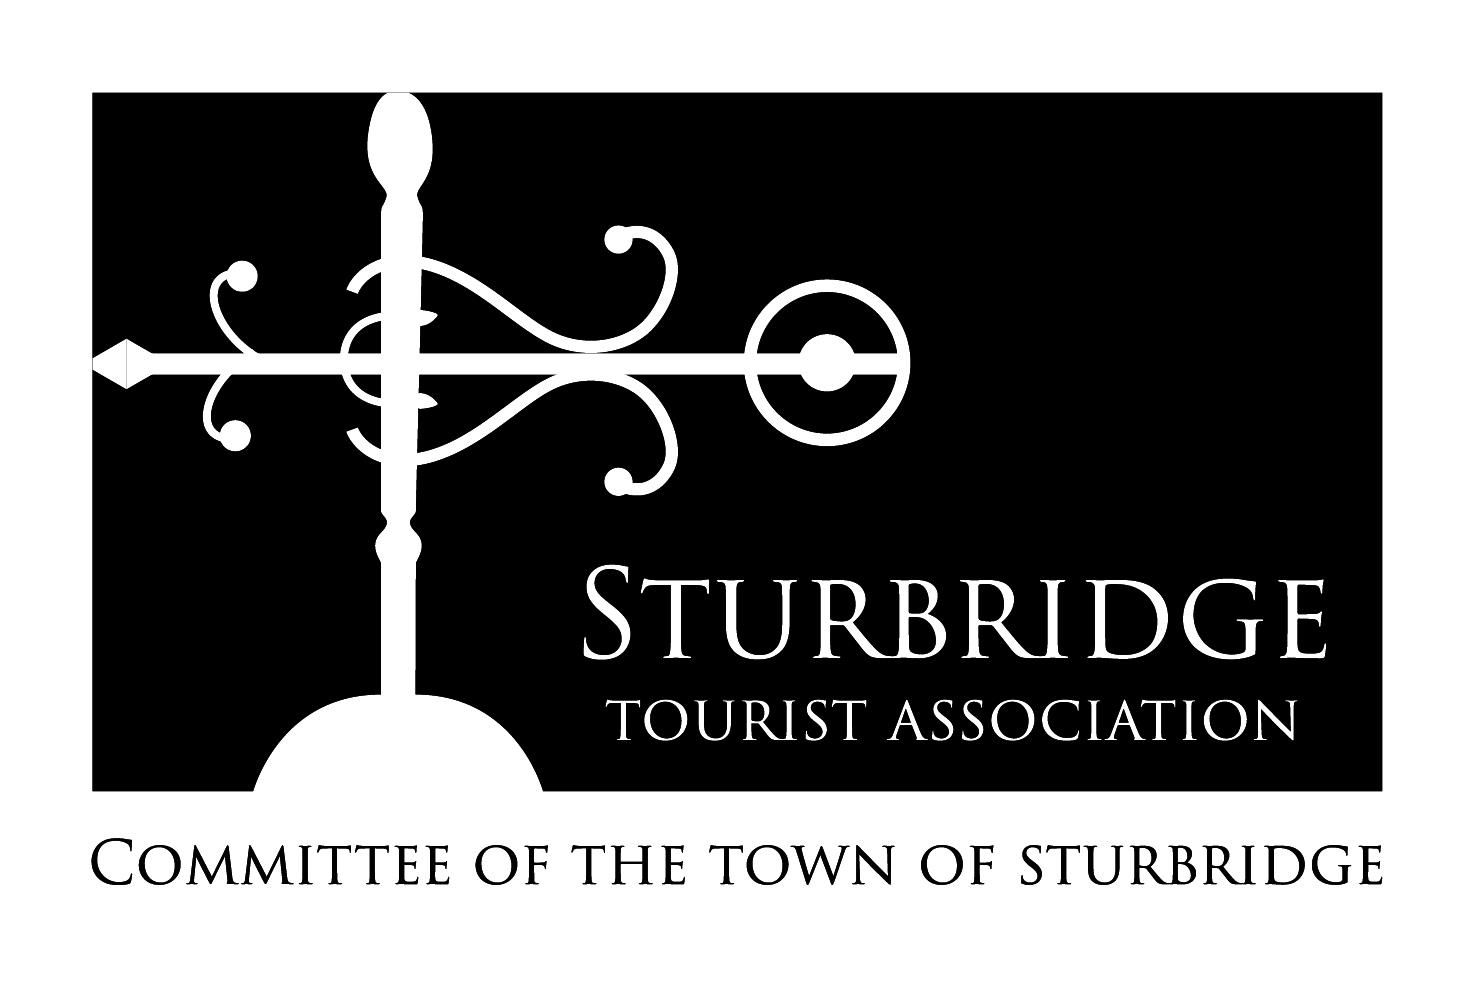 STURBRIDGE
TOURIST ASSOCIATION
COMMITTEE OF THE TOWN OF STURBRIDGE